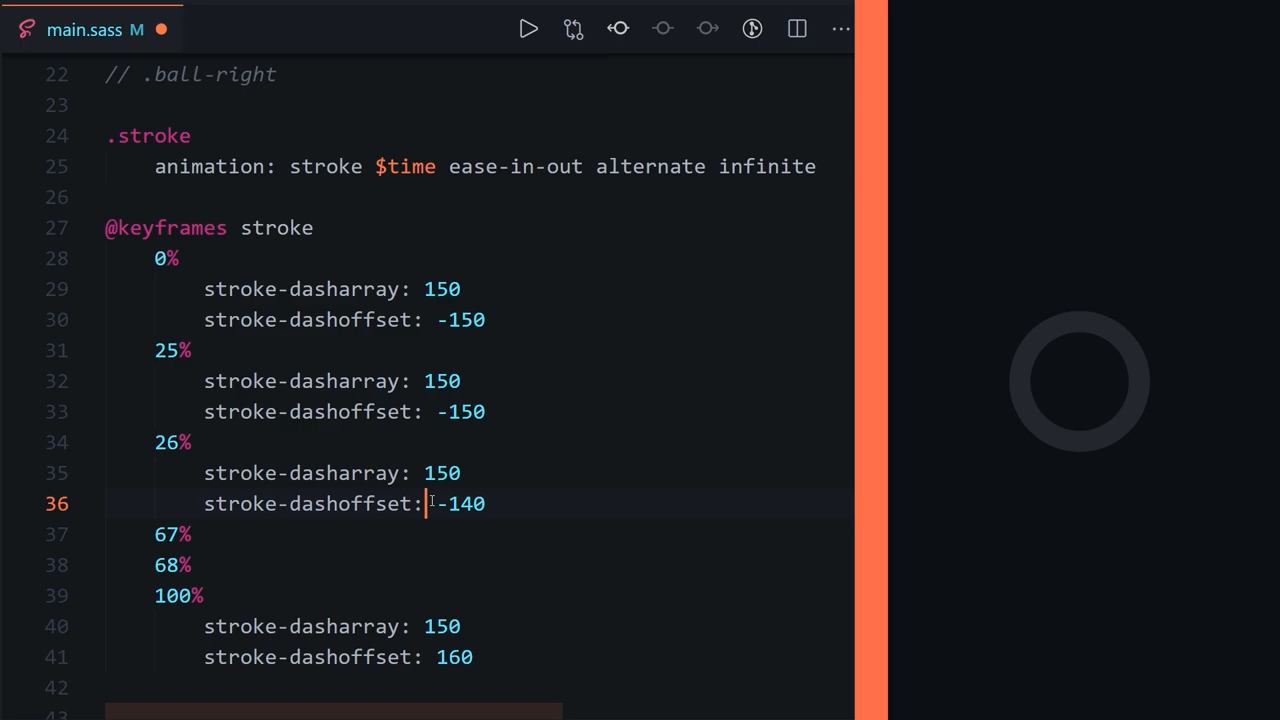 main.sass M
22 // .ball-right
23
24 .stroke
25 animation: stroke $time ease-in-out alternate infinite
26
27 @keyframes stroke
28 0%
29 stroke-dasharray: 150
30 stroke-dashoffset: -150
31 25%
32 stroke-dasharray: 150
33 stroke-dashoffset: -150
34 26%
35 stroke-dasharray: 150
36 stroke-dashoffset: -140
37 67%
38 68%
39 100%
40 stroke-dasharray: 150
41 stroke-dashoffset: 160
42
43